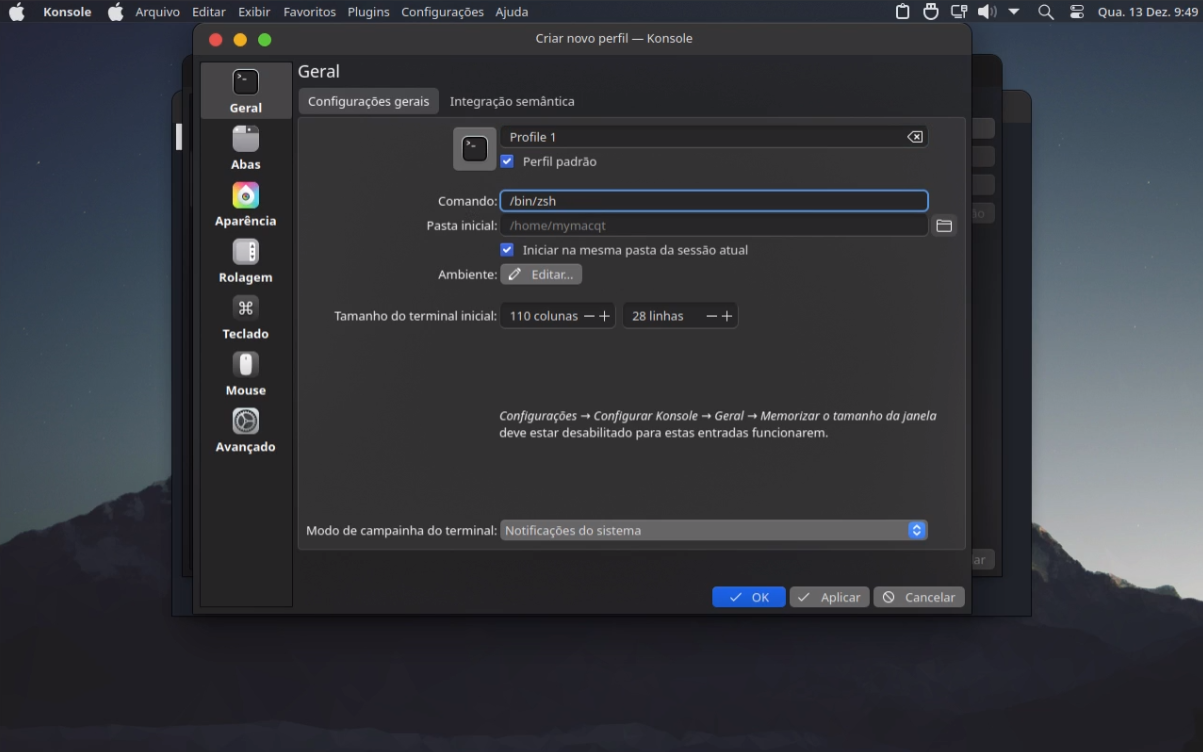 Konsole Arquivo Editar Exibir Favoritos Plugins Configurações Ajuda Qua. 13 Dez. 9:49
Criar novo perfil — Konsole
Geral
Abas
Aparência
Rolagem
Teclado
Mouse
Avançado
Geral
Configurações gerais Integração semântica
Profile 1
Perfil padrão
Comando: /bin/zsh
Pasta inicial: /home/mymacqt
Iniciar na mesma pasta da sessão atual
Ambiente: Editar...
Tamanho do terminal inicial: 110 colunas 28 linhas
Configurações → Configurar Konsole → Geral → Memorizar o tamanho da janela
deve estar desabilitado para estas entradas funcionarem.
Modo de campainha do terminal: Notificações do sistema
OK Aplicar Cancelar